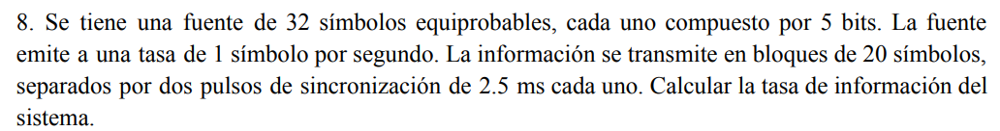 8. Se tiene una fuente de 32 símbolos equiprobables, cada uno compuesto por 5 bits. La fuente
emite a una tasa de 1 símbolo por segundo. La información se transmite en bloques de 20 símbolos,
separados por dos pulsos de sincronización de 2.5 ms cada uno. Calcular la tasa de información del
sistema.